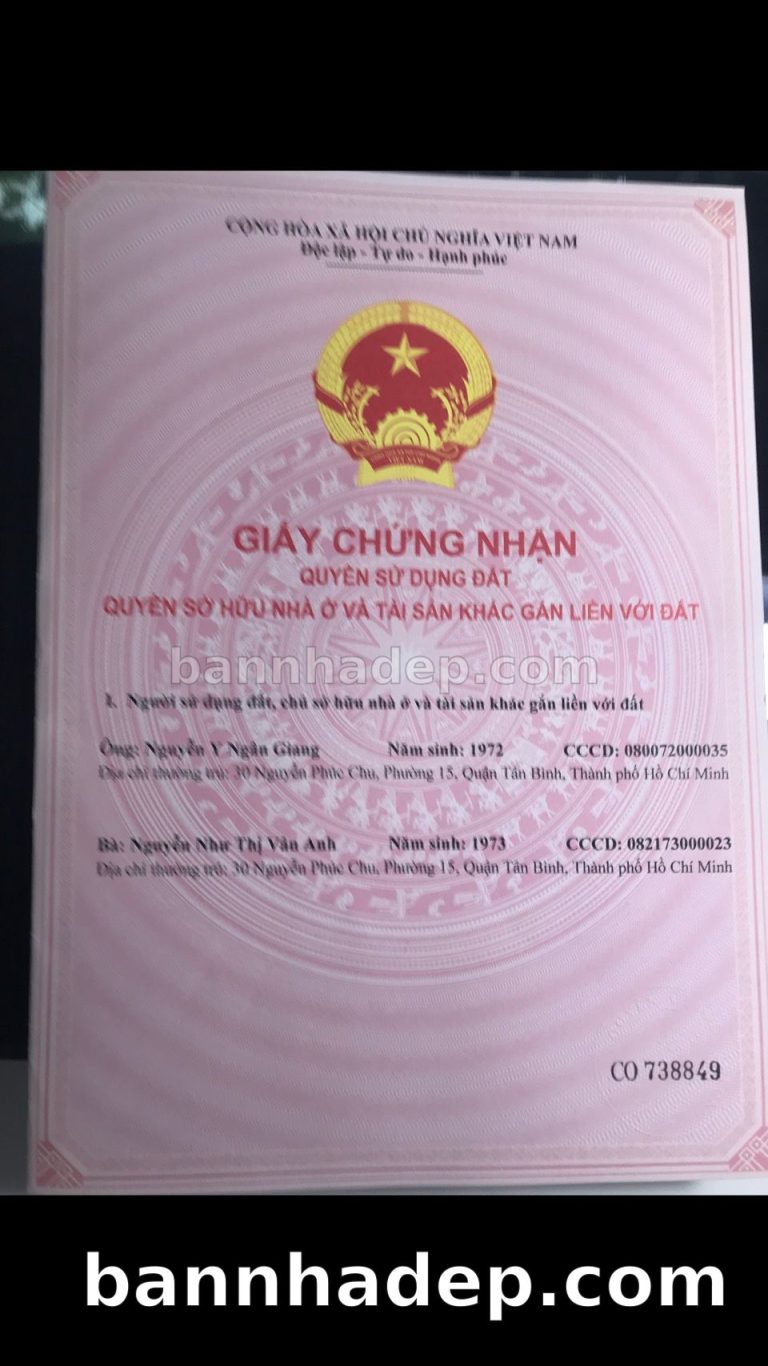 CỘNG HÒA XÃ HỘI CHỦ NGHĨA VIỆT NAM
Độc lập - Tự do - Hạnh phúc
GIẤY CHỨNG NHẬN
QUYỀN SỬ DỤNG ĐẤT
QUYỀN SỞ HỮU NHÀ Ở VÀ TÀI SẢN KHÁC GẮN LIỀN VỚI ĐẤT
bannhadep.com
I. Người sử dụng đất, chủ sở hữu nhà ở và tài sản khác gắn liền với đất
Ông: Nguyễn Y Ngân Giang Năm sinh: 1972 CCCD: 080072000035
Địa chỉ thường trú: 30 Nguyễn Phúc Chu, Phường 15, Quận Tân Bình, Thành phố Hồ Chí Minh
Bà: Nguyễn Như Thị Vân Anh Năm sinh: 1973 CCCD: 082173000023
Địa chỉ thường trú: 30 Nguyễn Phúc Chu, Phường 15, Quận Tân Bình, Thành phố Hồ Chí Minh
CO 738849
bannhadep.com